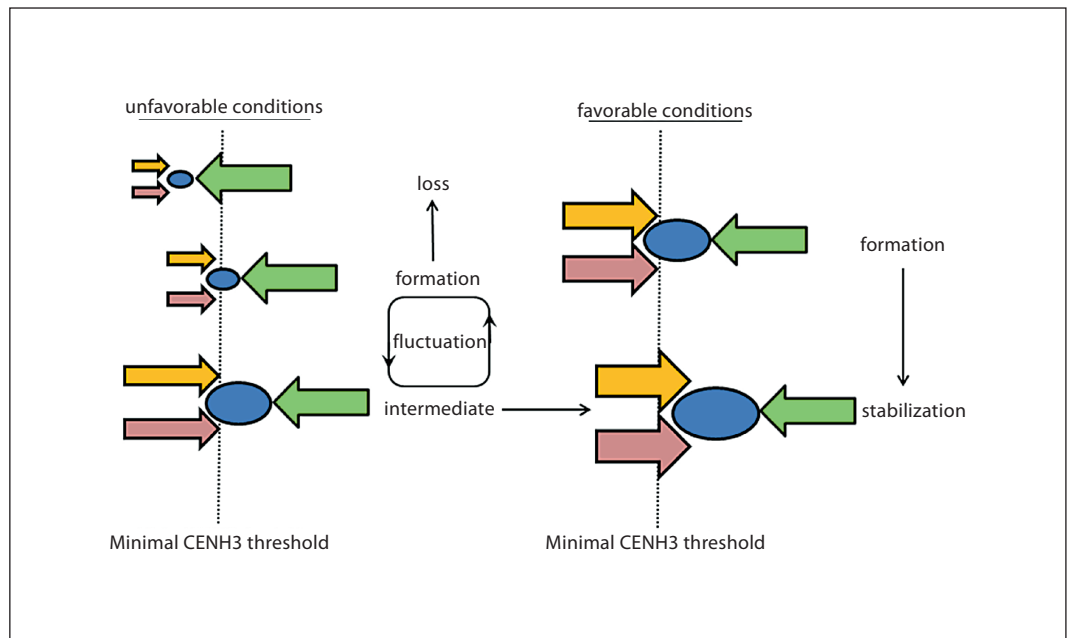 unfavorable conditions
favorable conditions
loss
formation
fluctuation
intermediate
formation
stabilization
Minimal CENH3 threshold
Minimal CENH3 threshold